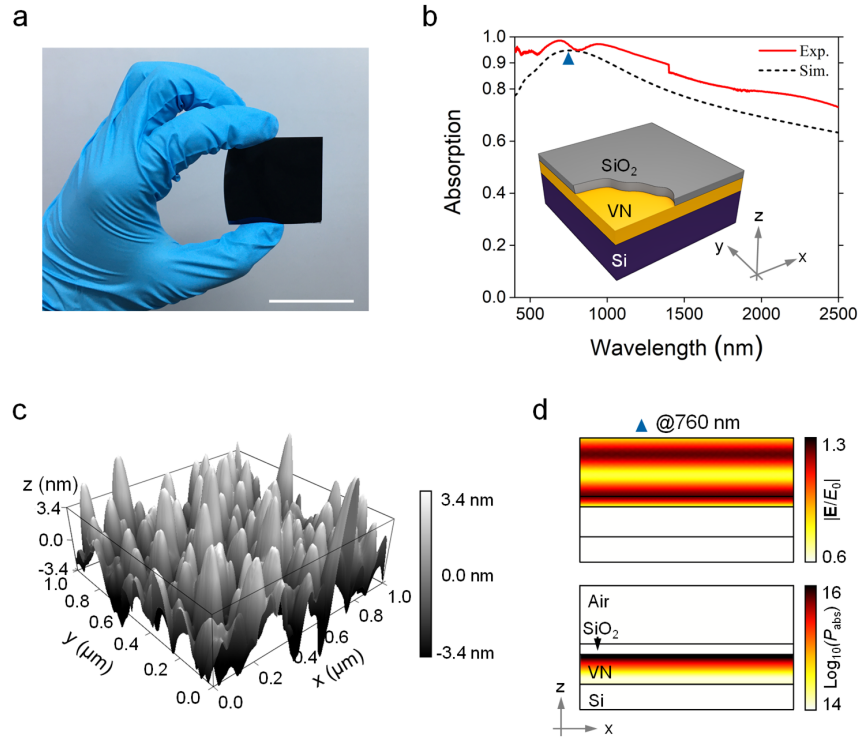 a
b
1.0
0.9
0.8
0.6
0.4
0.2
0.0
Absorption
Exp.
Sim.
SiO2
VN
Si
z
y
x
500
1000
1500
2000
2500
Wavelength (nm)
c
z (nm)
3.4
0.0
-3.4
1.0
0.8
0.6
0.4
0.2
0.0
y (µm)
0.0
0.2
0.4
0.6
0.8
1.0
x (µm)
3.4 nm
0.0 nm
-3.4 nm
d
@760 nm
1.3
|E/E0|
0.6
Air
SiO2
VN
Si
16
Log10(Pabs)
14
z
x